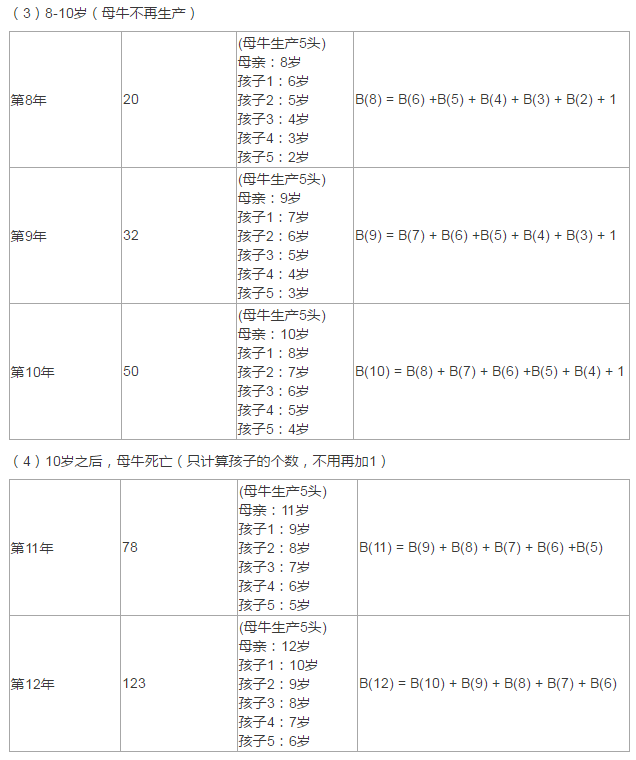 （3）8-10岁（母牛不再生产）
第8年
20
(母牛生产5头)
母亲：8岁
孩子1：6岁
孩子2：5岁
孩子3：4岁
孩子4：3岁
孩子5：2岁
B(8) = B(6) +B(5) + B(4) + B(3) + B(2) + 1
第9年
32
(母牛生产5头)
母亲：9岁
孩子1：7岁
孩子2：6岁
孩子3：5岁
孩子4：4岁
孩子5：3岁
B(9) = B(7) + B(6) +B(5) + B(4) + B(3) + 1
第10年
50
(母牛生产5头)
母亲：10岁
孩子1：8岁
孩子2：7岁
孩子3：6岁
孩子4：5岁
孩子5：4岁
B(10) = B(8) + B(7) + B(6) +B(5) + B(4) + 1
（4）10岁之后，母牛死亡（只计算孩子的个数，不用再加1）
第11年
78
(母牛生产5头)
母亲：11岁
孩子1：9岁
孩子2：8岁
孩子3：7岁
孩子4：6岁
孩子5：5岁
B(11) = B(9) + B(8) + B(7) + B(6) +B(5)
第12年
123
(母牛生产5头)
母亲：12岁
孩子1：10岁
孩子2：9岁
孩子3：8岁
孩子4：7岁
孩子5：6岁
B(12) = B(10) + B(9) + B(8) + B(7) + B(6)